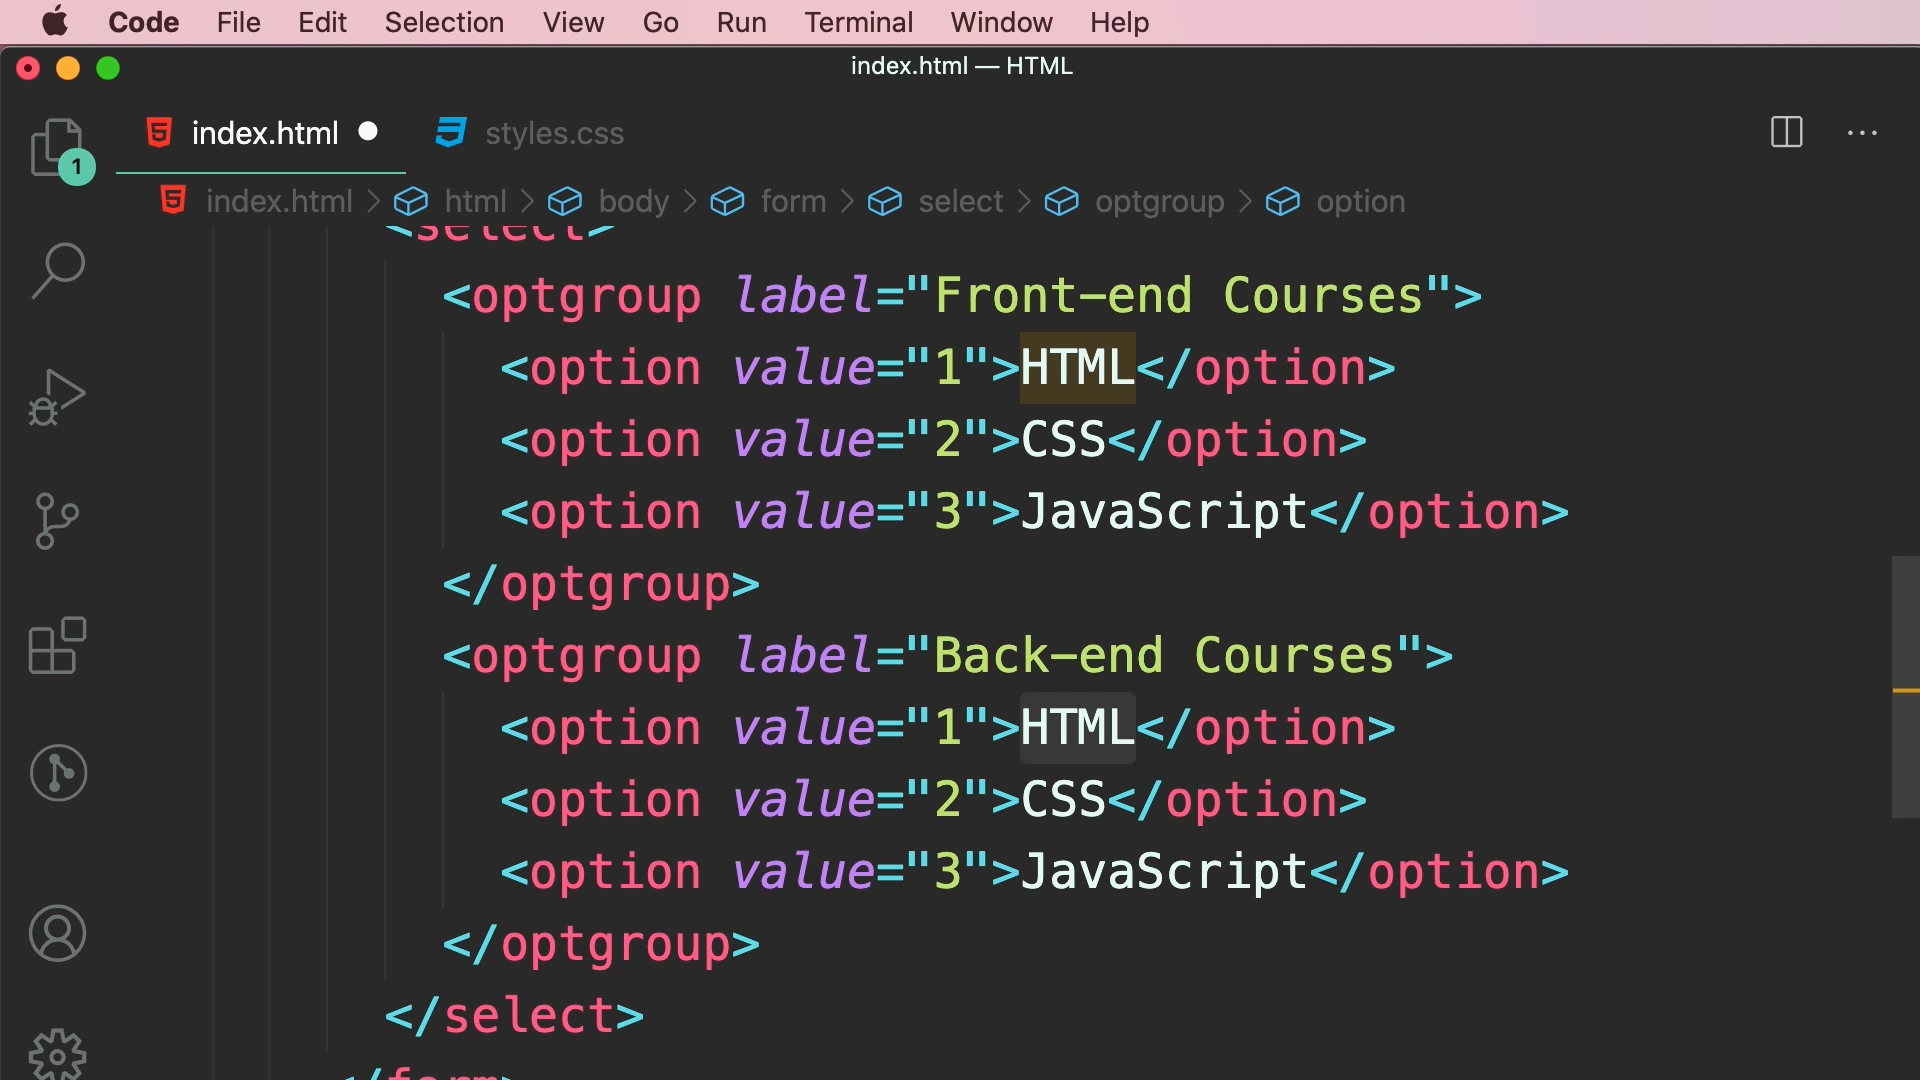 Code File Edit Selection View Go Run Terminal Window Help
index.html — HTML
index.html styles.css
1
index.html > html > body > form > select > optgroup > option
<select>
<optgroup label="Front-end Courses">
<option value="1">HTML</option>
<option value="2">CSS</option>
<option value="3">JavaScript</option>
</optgroup>
<optgroup label="Back-end Courses">
<option value="1">HTML</option>
<option value="2">CSS</option>
<option value="3">JavaScript</option>
</optgroup>
</select>
</form>